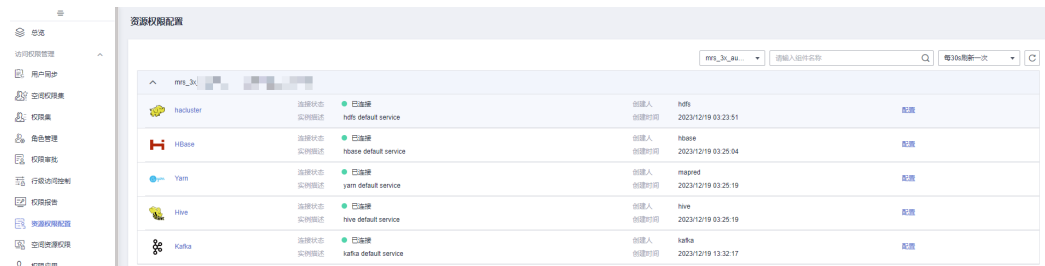 总览
访问权限管理
用户同步
空间权限集
权限集
角色管理
权限审批
行级访问控制
权限报告
资源权限配置
空间资源权限
权限应用
资源权限配置
mrs_3x_au... 请输入组件名称 每30s刷新一次
mrs_3x
hacluster 连接状态 已连接 创建人 hdfs 配置
实例描述 hdfs default service 创建时间 2023/12/19 03:23:51
HBase 连接状态 已连接 创建人 hbase 配置
实例描述 hbase default service 创建时间 2023/12/19 03:25:04
Yarn 连接状态 已连接 创建人 mapred 配置
实例描述 yarn default service 创建时间 2023/12/19 03:25:19
Hive 连接状态 已连接 创建人 hive 配置
实例描述 hive default service 创建时间 2023/12/19 03:25:19
Kafka 连接状态 已连接 创建人 kafka 配置
实例描述 kafka default service 创建时间 2023/12/19 13:32:17